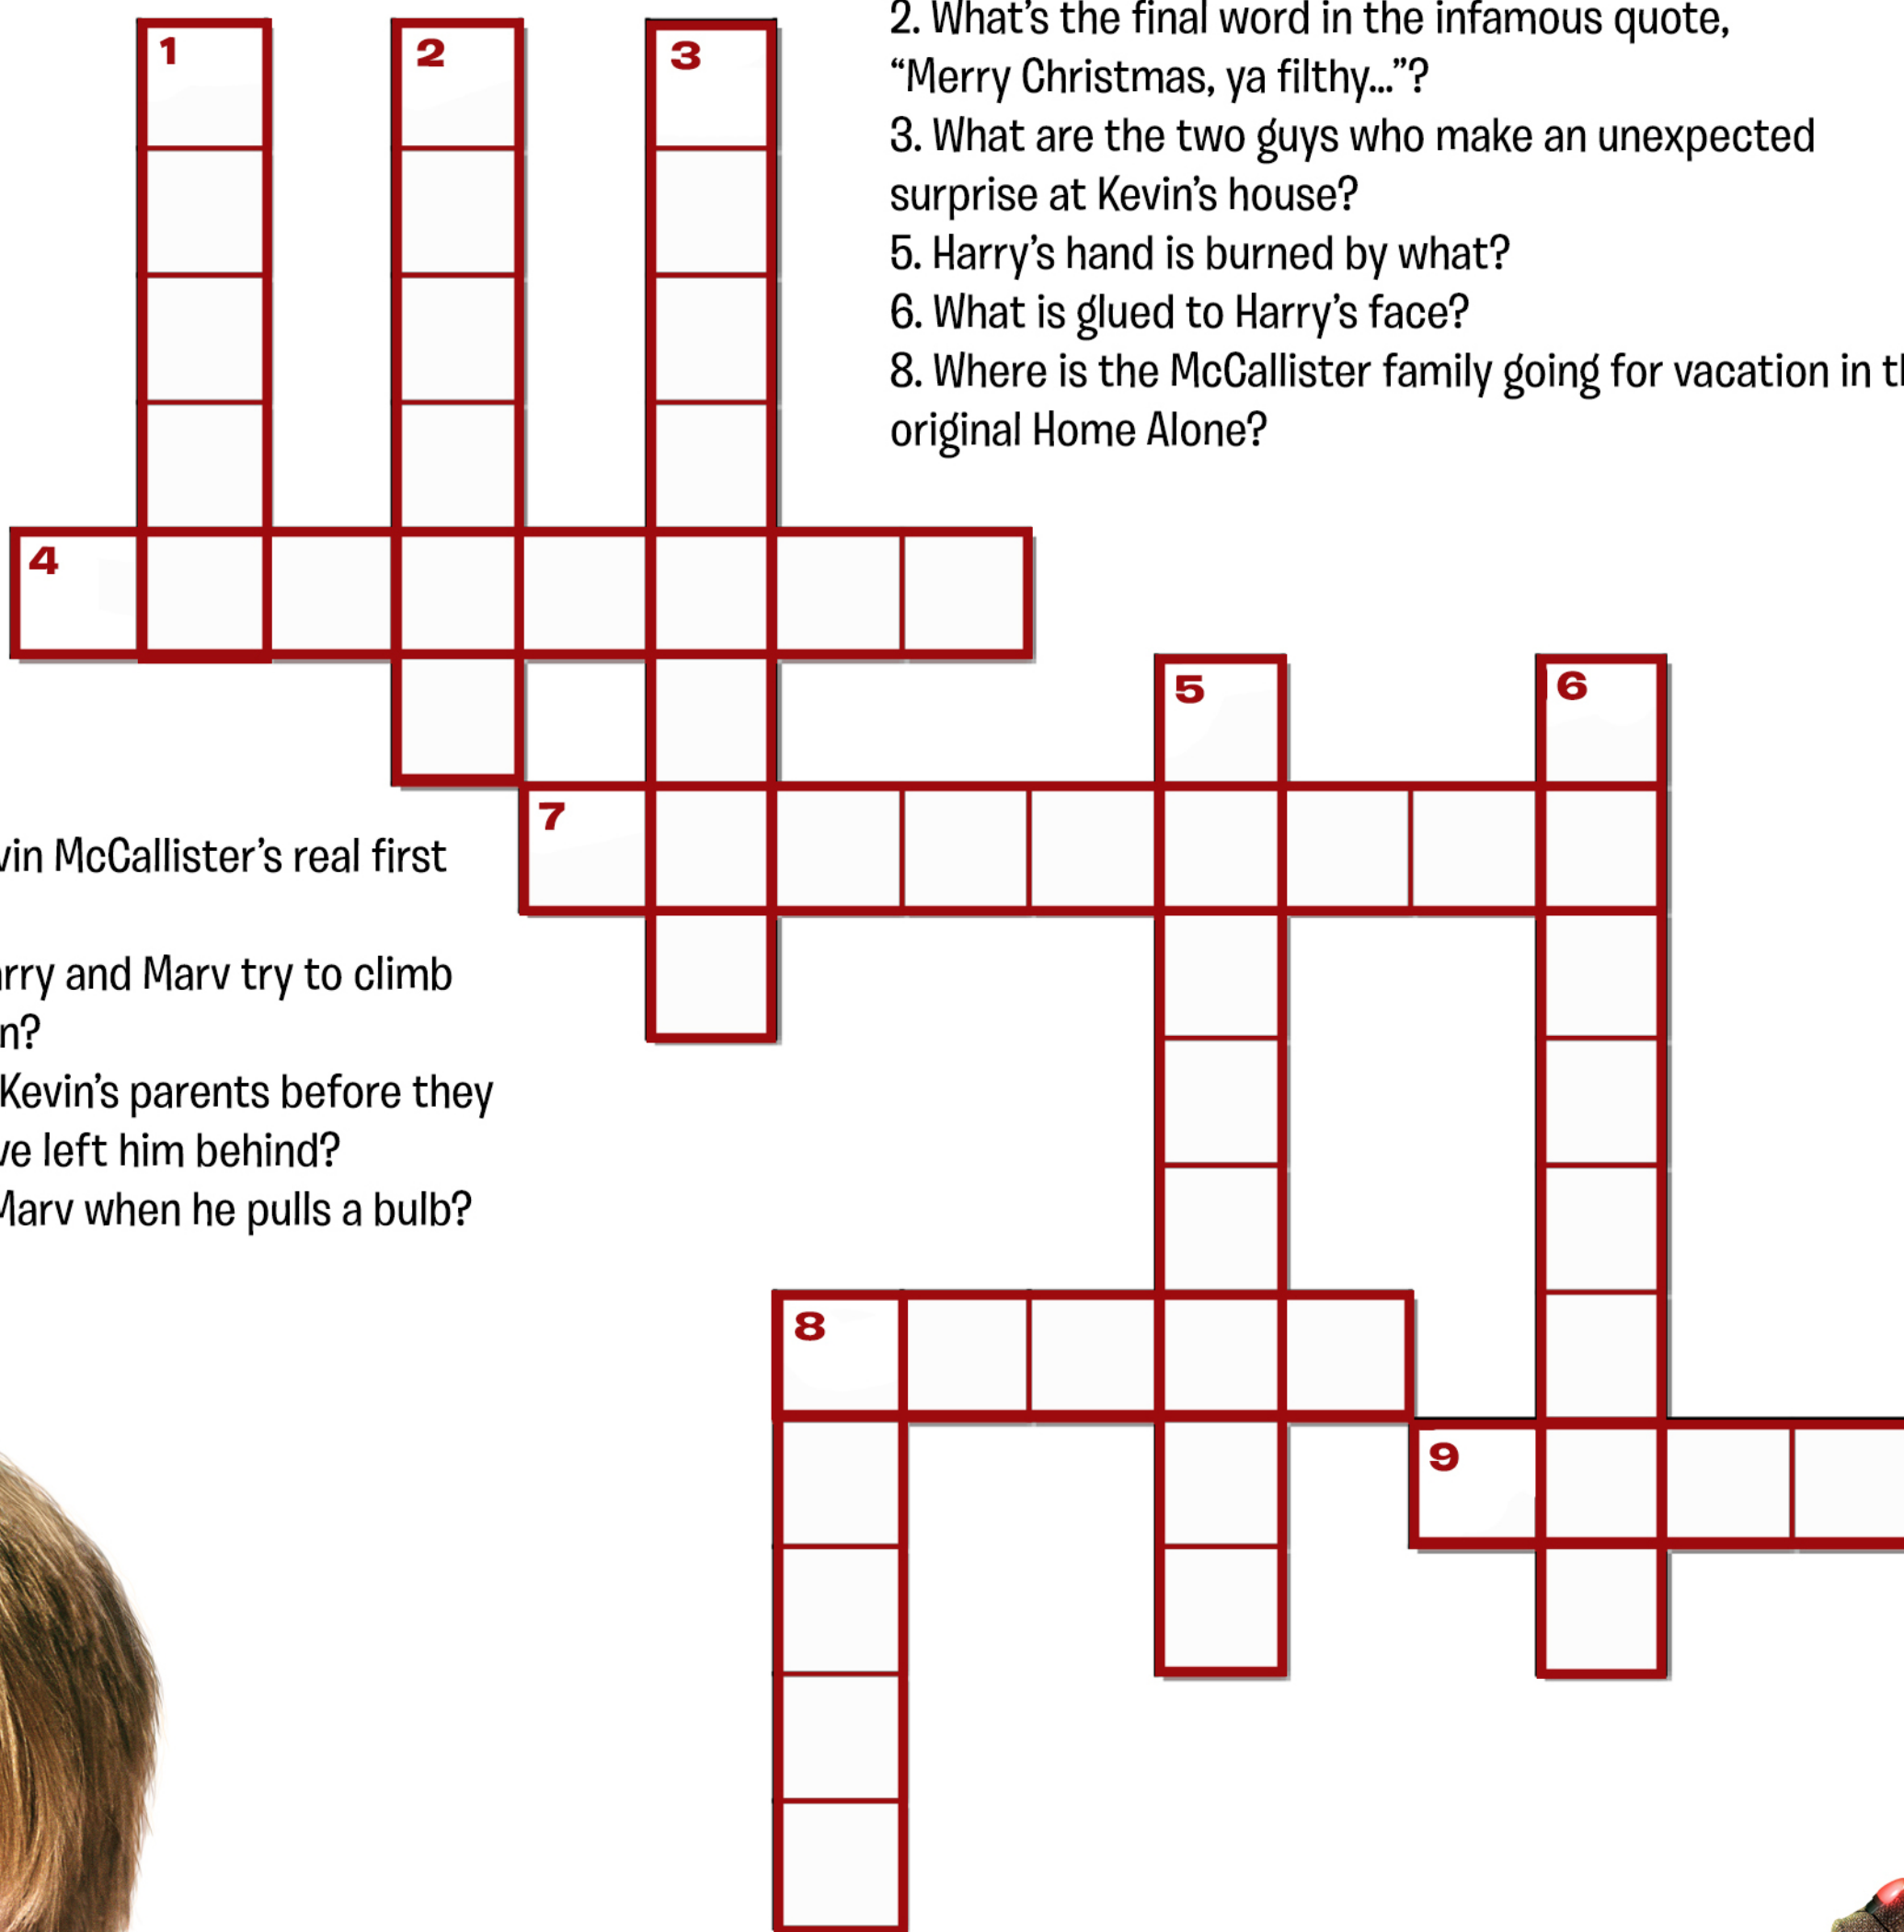 2. What’s the final word in the infamous quote,
“Merry Christmas, ya filthy...”?
3. What are the two guys who make an unexpected
surprise at Kevin’s house?
5. Harry’s hand is burned by what?
6. What is glued to Harry’s face?
8. Where is the McCallister family going for vacation in
original Home Alone?
1
2
3
4
5
6
7
McCallister’s real first
and Marv try to climb
Kevin’s parents before they
left him behind?
Marv when he pulls a bulb?
8
9